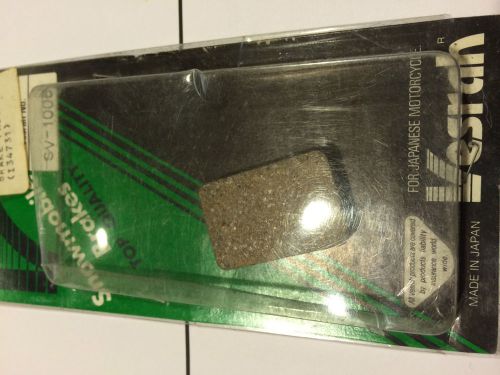 Vesrah
R
FOR JAPANESE MOTORCYCLE.
MADE IN JAPAN
All Vesrah products are covered
by products liability
insurance world
wide
SV-1006
TOP QUALITY
Snowmobile
Brakes
(134731)